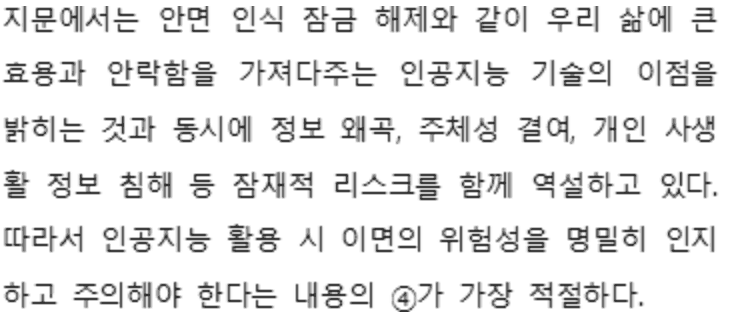 지문에서는 안면 인식 잠금 해제와 같이 우리 삶에 큰
효용과 안락함을 가져다주는 인공지능 기술의 이점을
밝히는 것과 동시에 정보 왜곡, 주체성 결여, 개인 사생
활 정보 침해 등 잠재적 리스크를 함께 역설하고 있다.
따라서 인공지능 활용 시 이면의 위험성을 명밀히 인지
하고 주의해야 한다는 내용의 ④가 가장 적절하다.